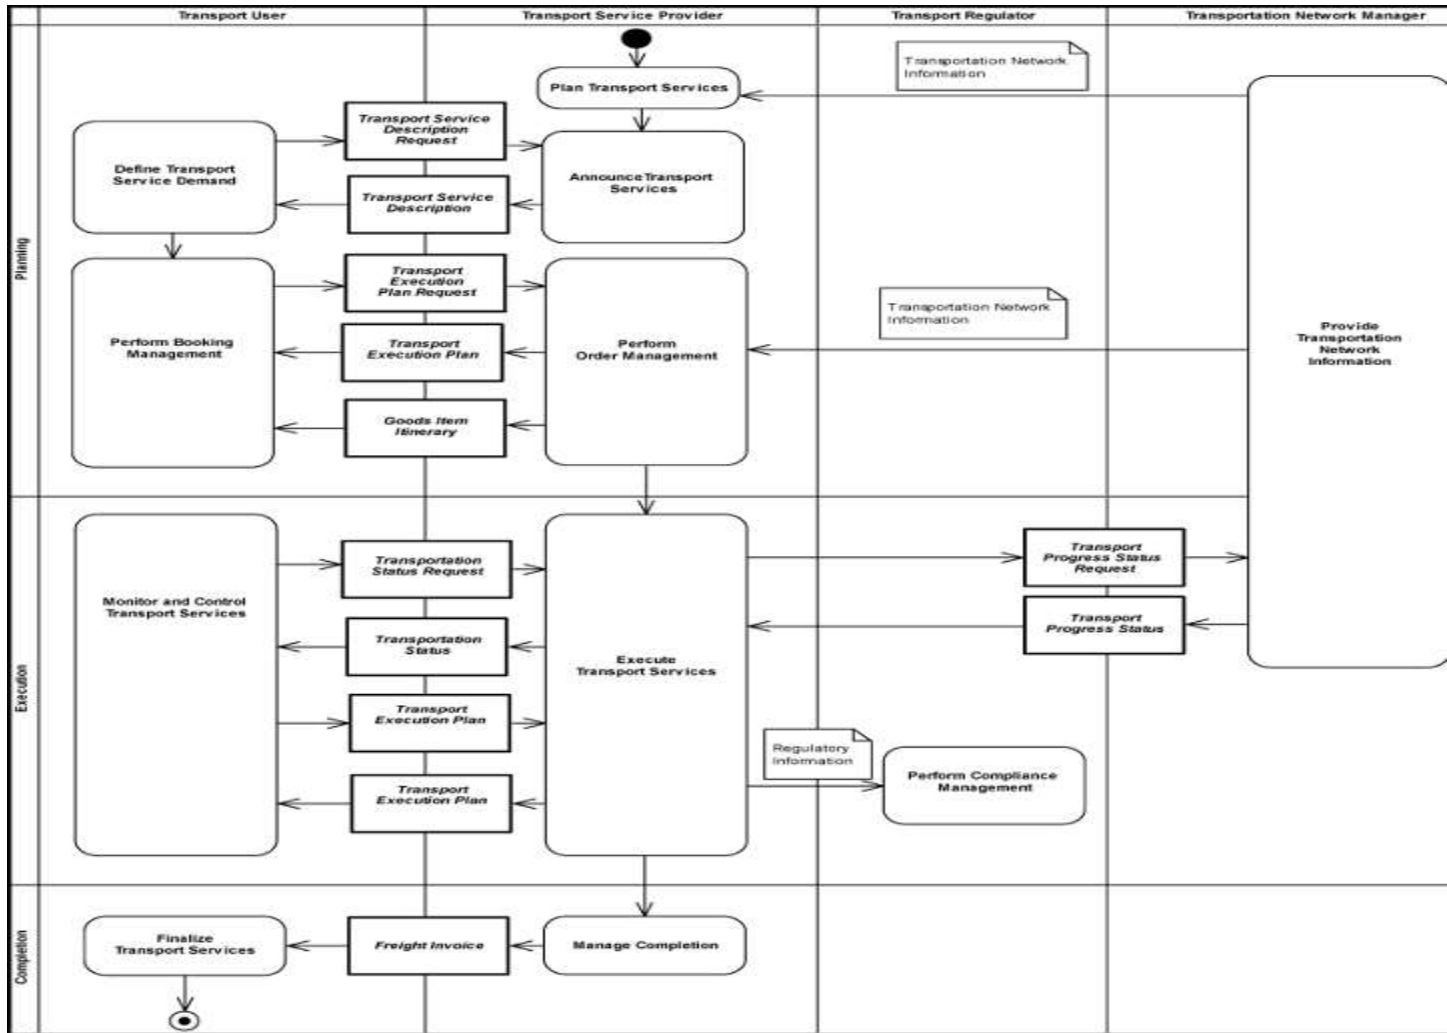 Transport User
Transport Service Provider
Transport Regulator
Transportation Network Manager
Planning
Plan Transport Services
Transportation Network
Information
Define Transport
Service Demand
Transport Service
Description
Request
Transport Service
Description
AnnounceTransport
Services
Perform Booking
Management
Transport
Execution
Plan Request
Transport
Execution Plan
Goods Item
Itinerary
Perform
Order Management
Transportation Network
Information
Provide
Transportation
Network
Information
Execution
Monitor and Control
Transport Services
Transportation
Status Request
Transportation
Status
Transport
Execution Plan
Transport
Execution Plan
Execute
Transport Services
Transport
Progress Status
Request
Transport
Progress Status
Regulatory
Information
Perform Compliance
Management
Completion
Finalize
Transport Services
Freight Invoice
Manage Completion